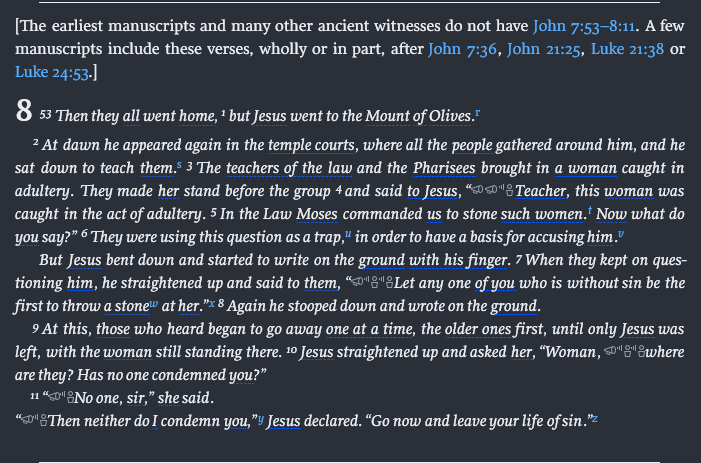 [The earliest manuscripts and many other ancient witnesses do not have John 7:53–8:11. A few
manuscripts include these verses, wholly or in part, after John 7:36, John 21:25, Luke 21:38 or
Luke 24:53.]
8 53 Then they all went home, 1 but Jesus went to the Mount of Olives.r
2 At dawn he appeared again in the temple courts, where all the people gathered around him, and he
sat down to teach them.s 3 The teachers of the law and the Pharisees brought in a woman caught in
adultery. They made her stand before the group 4 and said to Jesus, “Teacher, this woman was
caught in the act of adultery. 5 In the Law Moses commanded us to stone such women.t Now what do
you say?” 6 They were using this question as a trap,u in order to have a basis for accusing him.v
But Jesus bent down and started to write on the ground with his finger. 7 When they kept on ques-
tioning him, he straightened up and said to them, “Let any one of you who is without sin be the
first to throw a stonew at her.”x 8 Again he stooped down and wrote on the ground.
9 At this, those who heard began to go away one at a time, the older ones first, until only Jesus was
left, with the woman still standing there. 10 Jesus straightened up and asked her, “Woman, where
are they? Has no one condemned you?”
11 “No one, sir,” she said.
“Then neither do I condemn you,”y Jesus declared. “Go now and leave your life of sin.”z